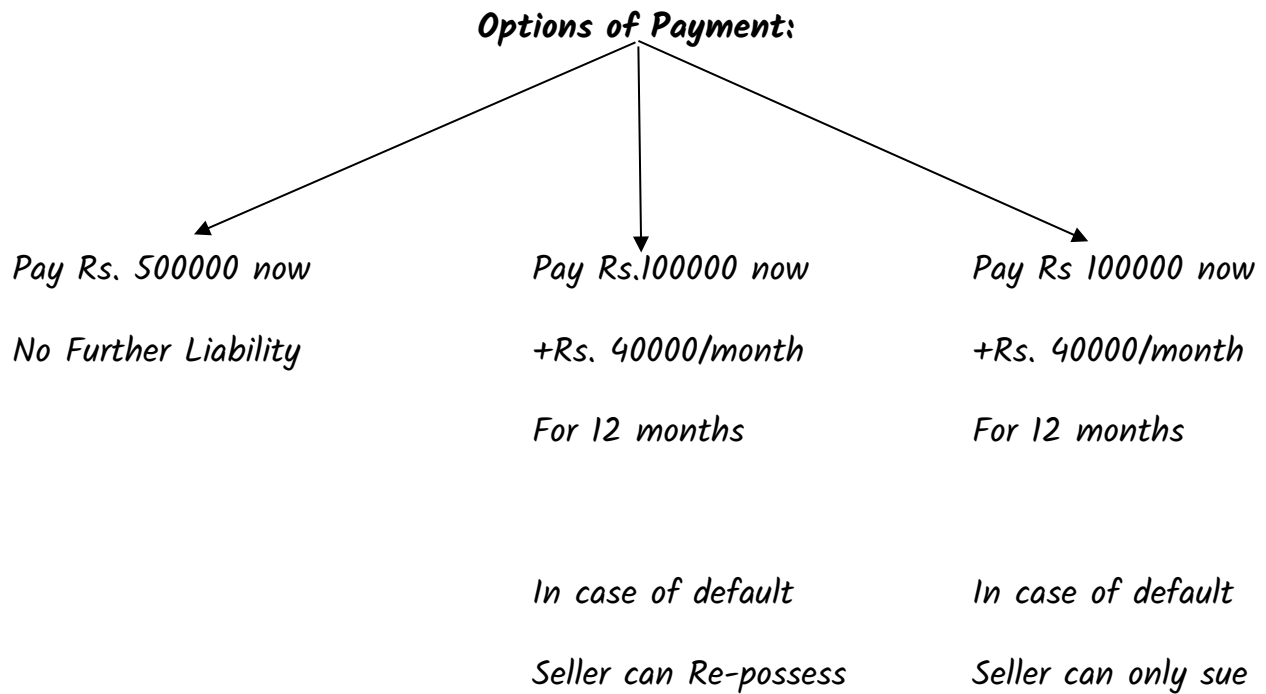 Options of Payment:
Pay Rs. 500000 now
No Further Liability
Pay Rs.100000 now
+Rs. 40000/month
For 12 months
In case of default
Seller can Re-possess
Pay Rs 100000 now
+Rs. 40000/month
For 12 months
In case of default
Seller can only sue